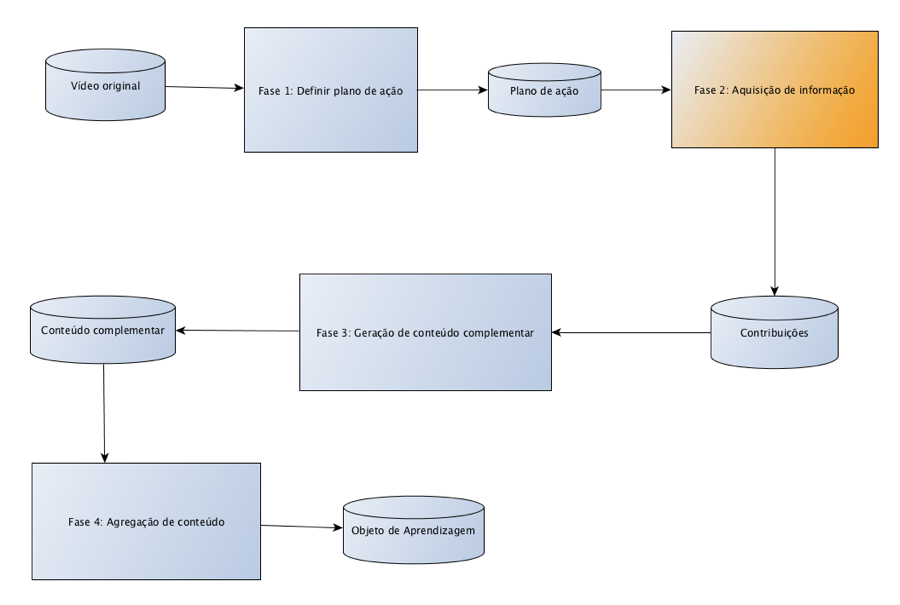 Vídeo original
Fase 1: Definir plano de ação
Plano de ação
Fase 2: Aquisição de informação
Conteúdo complementar
Fase 3: Geração de conteúdo complementar
Contribuições
Fase 4: Agregação de conteúdo
Objeto de Aprendizagem